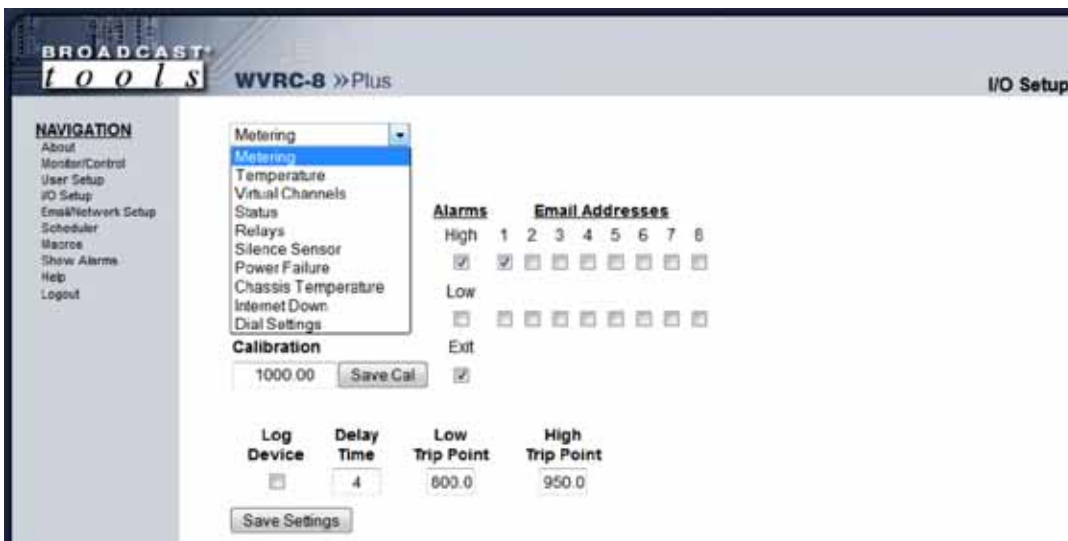 BROADCAST®
tools
WVRC-8 »Plus
I/O Setup
NAVIGATION
About
Monitor/Control
User Setup
I/O Setup
Email/Network Setup
Scheduler
Macros
Show Alarms
Help
Logout
Metering
Metering
Temperature
Virtual Channels
Status
Relays
Silence Sensor
Power Failure
Chassis Temperature
Internet Down
Dial Settings
Alarms Email Addresses
High 1 2 3 4 5 6 7 8
Low
Calibration Exit
1000.00 Save Cal
Log Device
Delay Time
Low Trip Point
High Trip Point
4 600.0 950.0
Save Settings